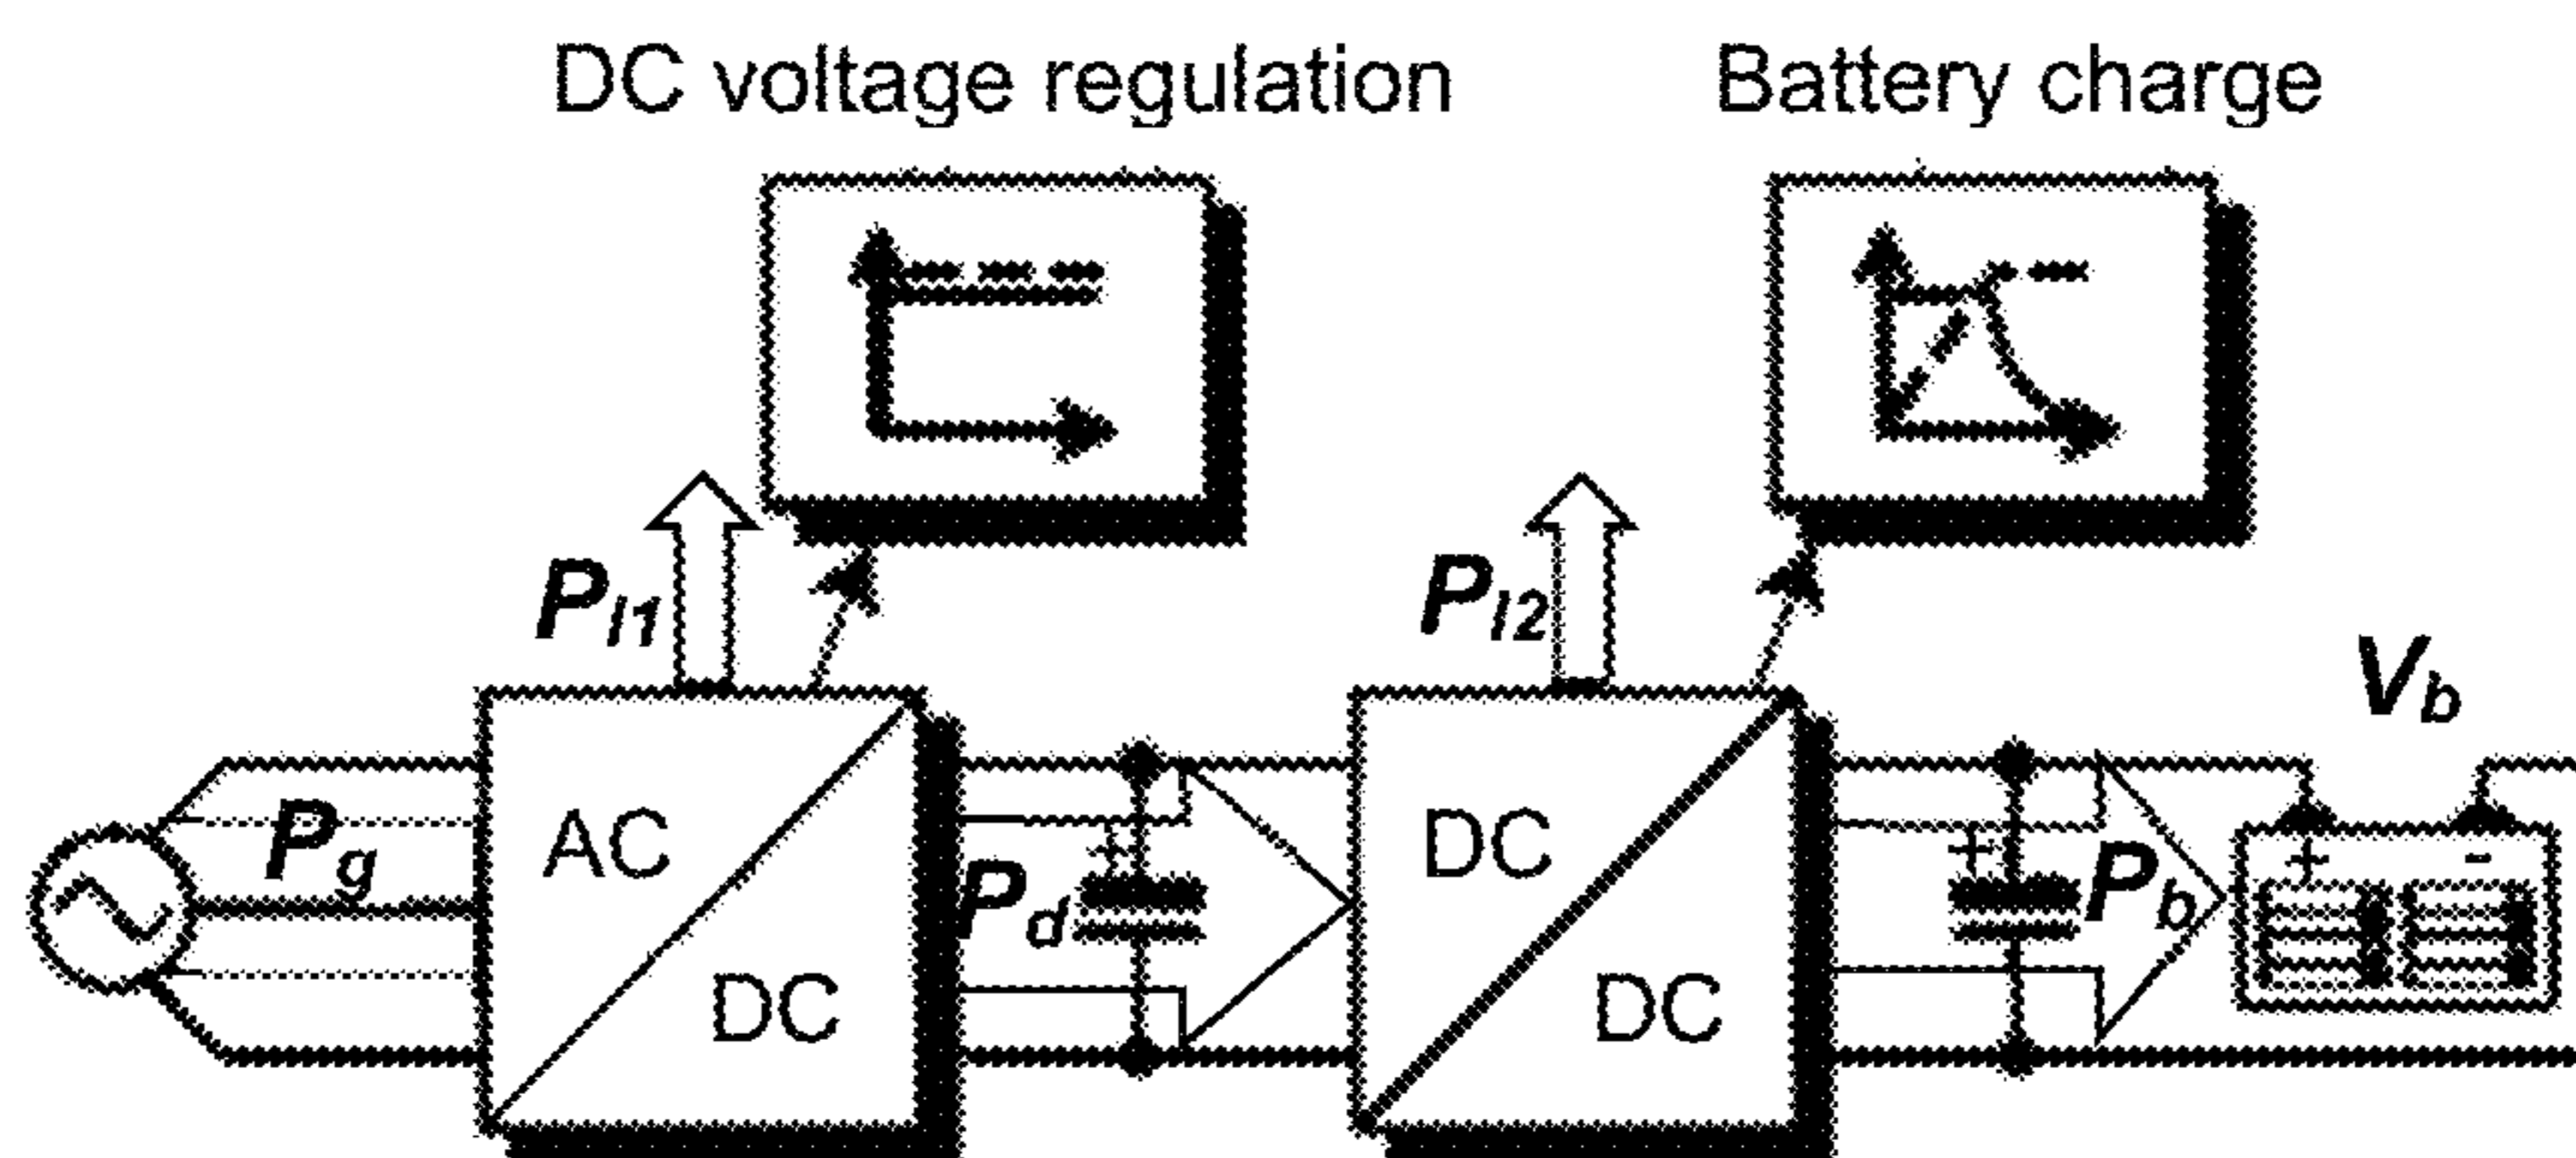 DC voltage regulation
Battery charge
Pl1
Pl2
Vb
Pg
AC
DC
Pd
+
DC
DC
+
Pb
+ -